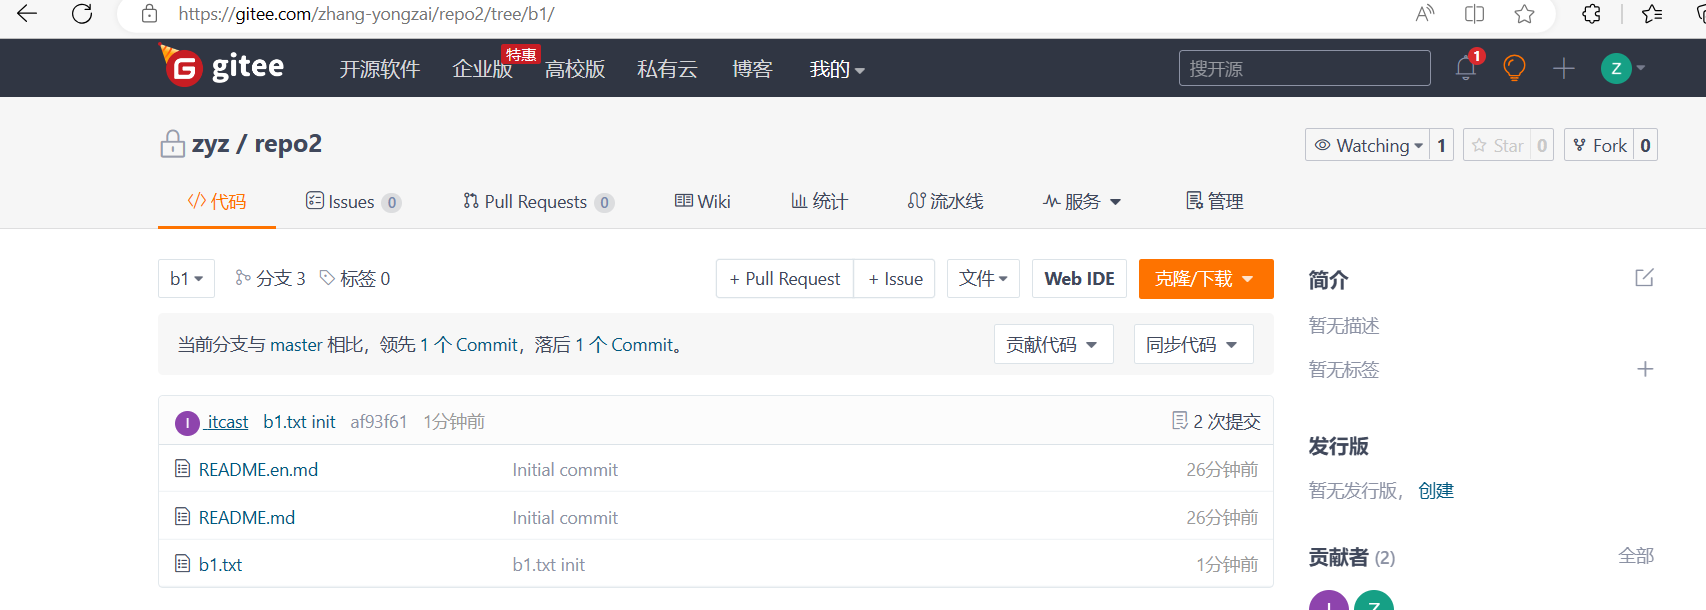 https://gitee.com/zhang-yongzai/repo2/tree/b1/
gitee 开源软件 企业版 特惠 高校版 私有云 博客 我的 搜开源 1 Z
zyz / repo2 Watching 1 Star 0 Fork 0
代码 Issues 0 Pull Requests 0 Wiki 统计 流水线 服务 管理
b1 分支 3 标签 0 + Pull Request + Issue 文件 Web IDE 克隆/下载 简介
暂无描述
当前分支与 master 相比，领先 1 个 Commit，落后 1 个 Commit。 贡献代码 同步代码
暂无标签
I itcast b1.txt init af93f61 1分钟前 2 次提交
发行版
README.en.md Initial commit 26分钟前
暂无发行版， 创建
README.md Initial commit 26分钟前
贡献者 (2) 全部
b1.txt b1.txt init 1分钟前
I Z